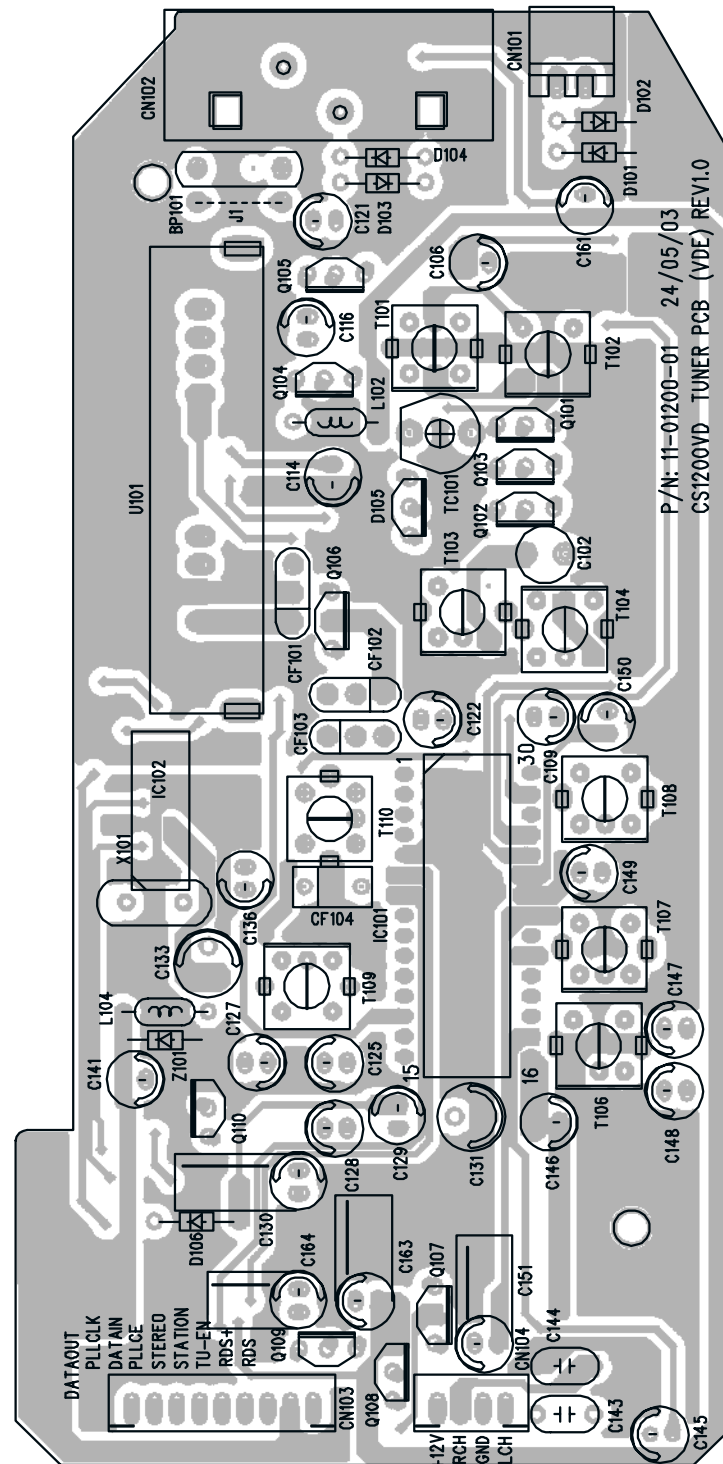 CN102
CN101
D102
D101
D104
D103
BP101
J1
C121
C161
Q105
C106
C116
T101
T102
24/05/03
P/N: 11-01200-01
CS1200VD TUNER PCB (VDE) REV1.0
Q104
L102
Q101
C114
TC101
Q103
U101
D105
Q102
T103
C102
Q106
T104
CF101
CF102
C150
CF103
C122
C109
1
30
IC102
X101
T110
T108
C136
CF104
IC101
C149
C133
T109
T107
L104
C127
C147
Z101
C141
C125
15
16
T106
Q110
C128
C129
C131
C146
C148
D106
C130
C164
C163
Q107
C151
DATAOUT
PLLCLK
DATAIN
PLLCE
STEREO
STATION
TU-EN
RDS+
RDS
Q109
CN104
C144
CN103
Q108
C143
C145
-12V
RCH
GND
LCH